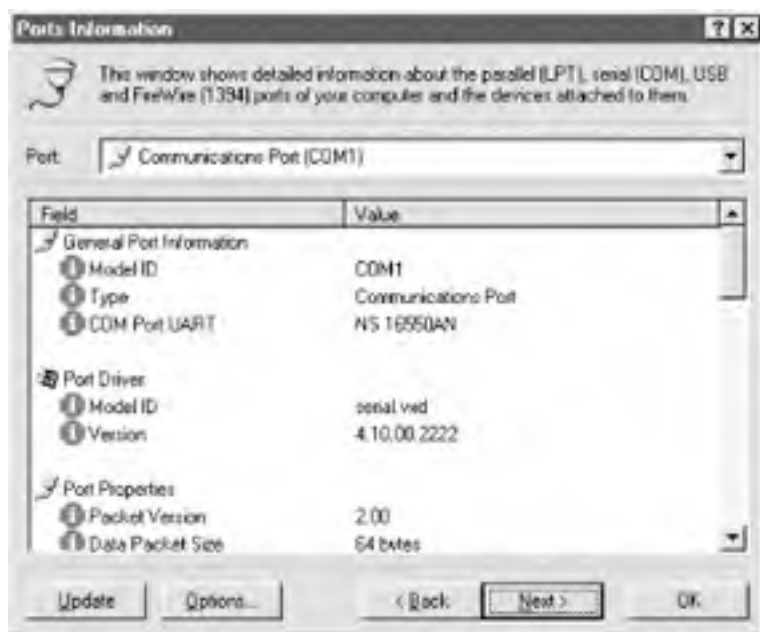 Ports Information
This window shows detailed information about the parallel (LPT), serial (COM), USB
and FireWire (1394) ports of your computer and the devices attached to them.
Port: Communications Port (COM1)
Field Value
General Port Information
Model ID COM1
Type Communications Port
COM Port UART NS 16550AN
Port Driver
Model ID serial.vxd
Version 4.10.00.2222
Port Properties
Packet Version 2.00
Data Packet Size 64 bytes
Update Options... < Back Next > OK